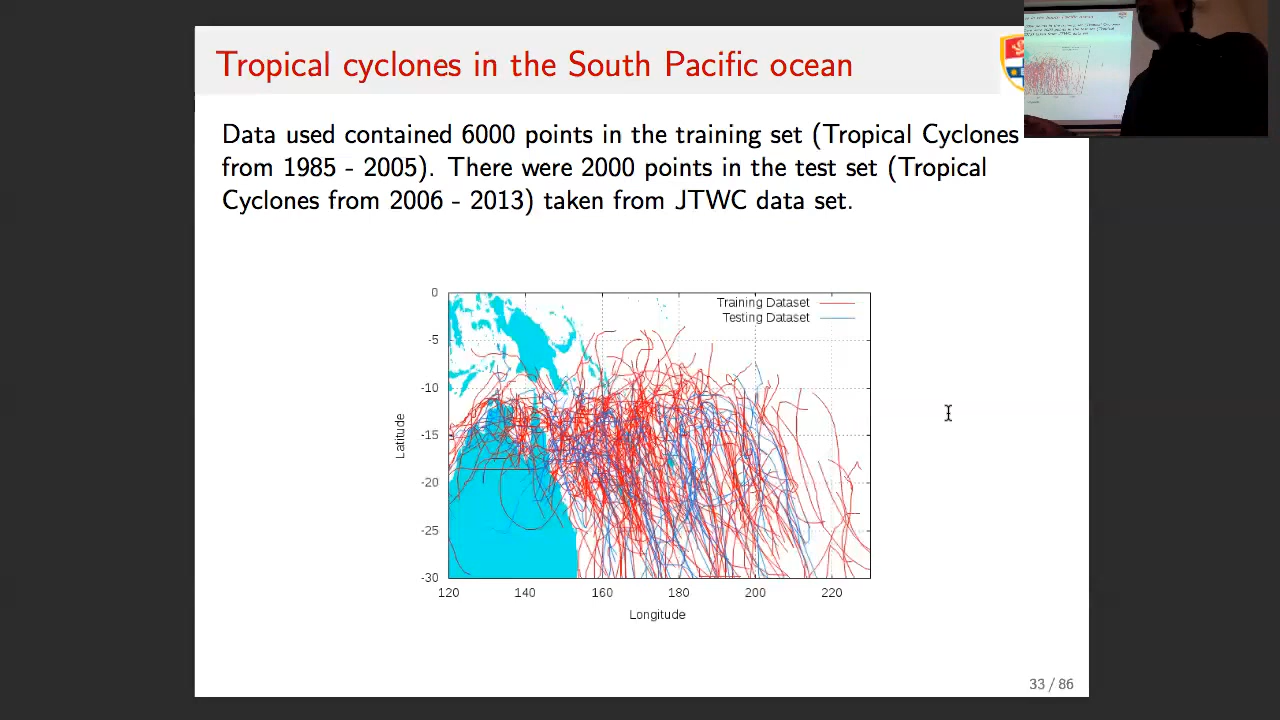 Tropical cyclones in the South Pacific ocean
Data used contained 6000 points in the training set (Tropical Cyclones
from 1985 - 2005). There were 2000 points in the test set (Tropical
Cyclones from 2006 - 2013) taken from JTWC data set.
Training Dataset
Testing Dataset
0
-5
-10
-15
-20
-25
-30
Latitude
120 140 160 180 200 220
Longitude
33 / 86